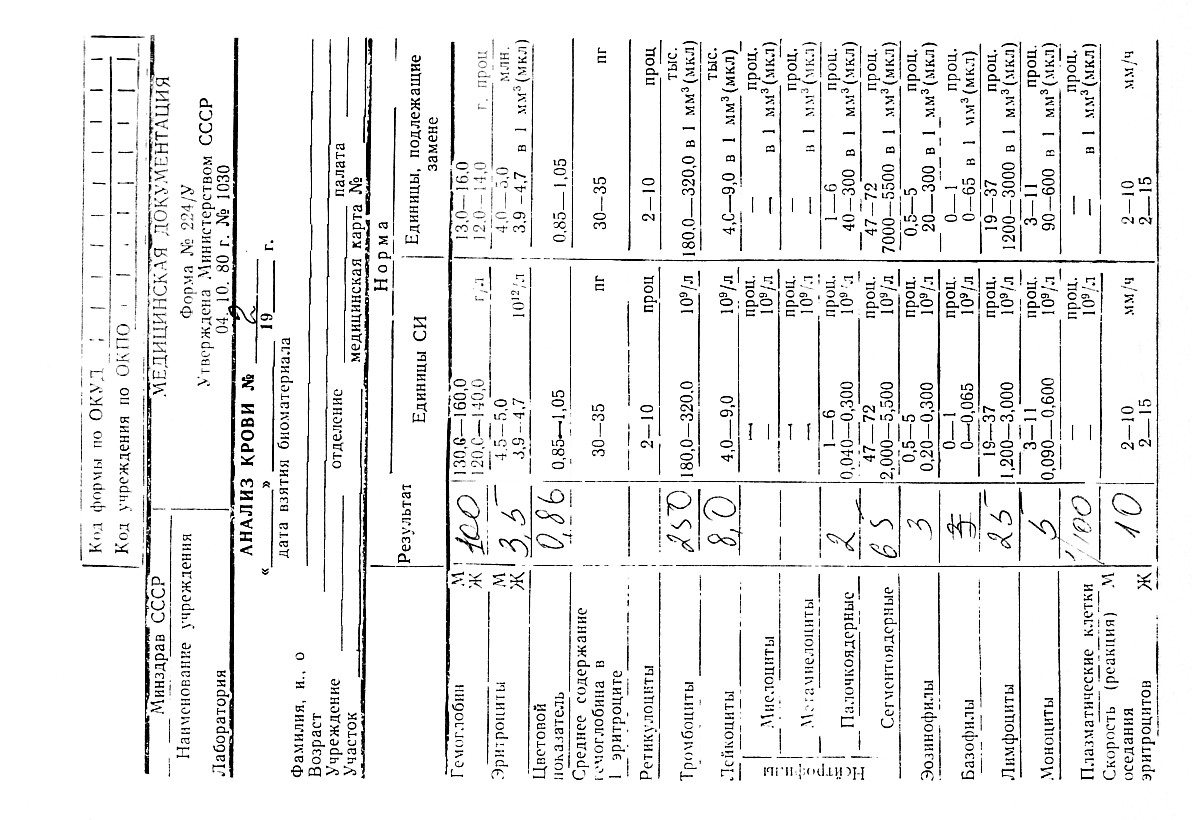 Код формы по ОКУД
Код учреждения по ОКПО
Минздрав СССР МЕДИЦИНСКАЯ ДОКУМЕНТАЦИЯ
Наименование учреждения Форма № 224/У
Утверждена Министерством СССР
Лаборатория 04. 10. 80 г. № 1030
АНАЛИЗ КРОВИ № 2
« » 19 г.
дата взятия биоматериала
Фамилия, и., о
Возраст
Учреждение отделение палата
Участок медицинская карта №
Результат Норма
Единицы СИ Единицы, подлежащие замене
Гемоглобин М 100 130,0—160,0 г/л 13,0—16,0 г. проц
Ж 120,0—140,0 12,0—14,0
Эритроциты М 3,5 4,5—5,0 10¹²/л 4,0—5,0 млн.
Ж 3,9—4,7 3,9—4,7 в 1 мм³(мкл)
Цветовой показатель 0,86 0,85—1,05 0,85—1,05
Среднее содержание
гемоглобина в
1 эритроците 30—35 пг 30—35 пг
Ретикулоциты 2—10 проц 2—10 проц
Тромбоциты 250 180,0—320,0 10⁹/л 180,0—320,0 тыс. в 1 мм³(мкл)
Лейкоциты 8,0 4,0—9,0 10⁹/л 4,0—9,0 тыс. в 1 мм³(мкл)
Нейтрофилы
Миелоциты — проц. — проц.
— 10⁹/л — в 1 мм³(мкл)
Метамиелоциты — проц. — проц.
— 10⁹/л — в 1 мм³(мкл)
Палочкоядерные 2 1—6 проц. 1—6 проц.
0,040—0,300 10⁹/л 40—300 в 1 мм³(мкл)
Сегментоядерные 65 47—72 проц. 47—72 проц.
2,000—5,500 10⁹/л 7000—5500 в 1 мм³(мкл)
Эозинофилы 3 0,5—5 проц. 0,5—5 проц.
0,20—0,300 10⁹/л 20—300 в 1 мм³(мкл)
Базофилы 0—1 проц. 0—1 проц.
0—0,065 10⁹/л 0—65 в 1 мм³(мкл)
Лимфоциты 25 19—37 проц. 19—37 проц.
1,200—3,000 10⁹/л 1200—3000 в 1 мм³(мкл)
Моноциты 5 3—11 проц. 3—11 проц.
0,090—0,600 10⁹/л 90—600 в 1 мм³(мкл)
Плазматические клетки 1/100 — проц. — проц.
— 10⁹/л — в 1 мм³(мкл)
Скорость (реакция) М 10 2—10 мм/ч 2—10 мм/ч
оседания
эритроцитов Ж 2—15 2—15